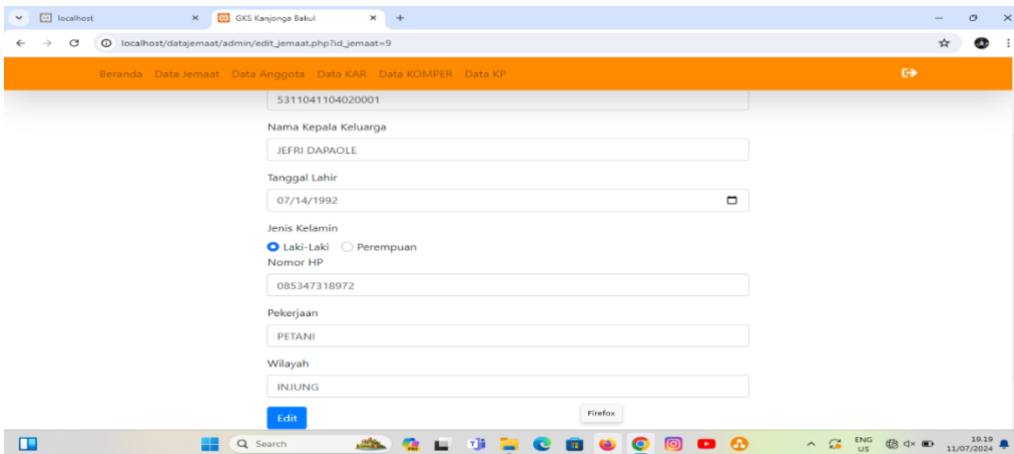 localhost
GKS Kanjonga Bakul
localhost/datajemaat/admin/edit_jemaat.php?id_jemaat=9
Beranda Data Jemaat Data Anggota Data KAR Data KOMPER Data KP
5311041104020001
Nama Kepala Keluarga
JEFRI DAPAOLE
Tanggal Lahir
07/14/1992
Jenis Kelamin
Laki-Laki Perempuan
Nomor HP
085347318972
Pekerjaan
PETANI
Wilayah
INJUNG
Edit
Firefox
Search
ENG
US
19.19
11/07/2024